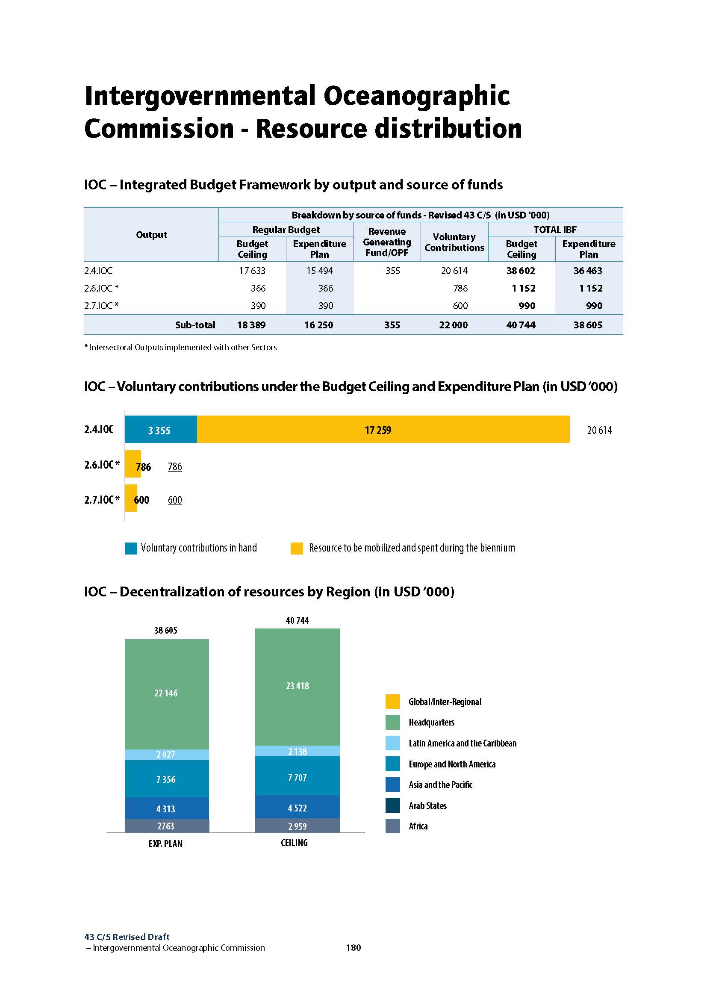 Intergovernmental Oceanographic
Commission - Resource distribution
IOC – Integrated Budget Framework by output and source of funds
Output
Breakdown by source of funds - Revised 43 C/5 (in USD '000)
Regular Budget
Revenue Generating Fund/OPF
Voluntary Contributions
TOTAL IBF
Budget Ceiling
Expenditure Plan
Budget Ceiling
Expenditure Plan
2.4.IOC 17 633 15 494 355 20 614 38 602 36 463
2.6.IOC * 366 366 786 1 152 1 152
2.7.IOC * 390 390 600 990 990
Sub-total 18 389 16 250 355 22 000 40 744 38 605
* Intersectoral Outputs implemented with other Sectors
IOC – Voluntary contributions under the Budget Ceiling and Expenditure Plan (in USD ‘000)
2.4.IOC 3 355 17 259 20 614
2.6.IOC * 786 786
2.7.IOC * 600 600
Voluntary contributions in hand
Resource to be mobilized and spent during the biennium
IOC – Decentralization of resources by Region (in USD ‘000)
38 605
22 146
2 027
7 356
4 313
2763
EXP. PLAN
40 744
23 418
2 138
7 707
4 522
2 959
CEILING
Global/Inter-Regional
Headquarters
Latin America and the Caribbean
Europe and North America
Asia and the Pacific
Arab States
Africa
43 C/5 Revised Draft
– Intergovernmental Oceanographic Commission
180